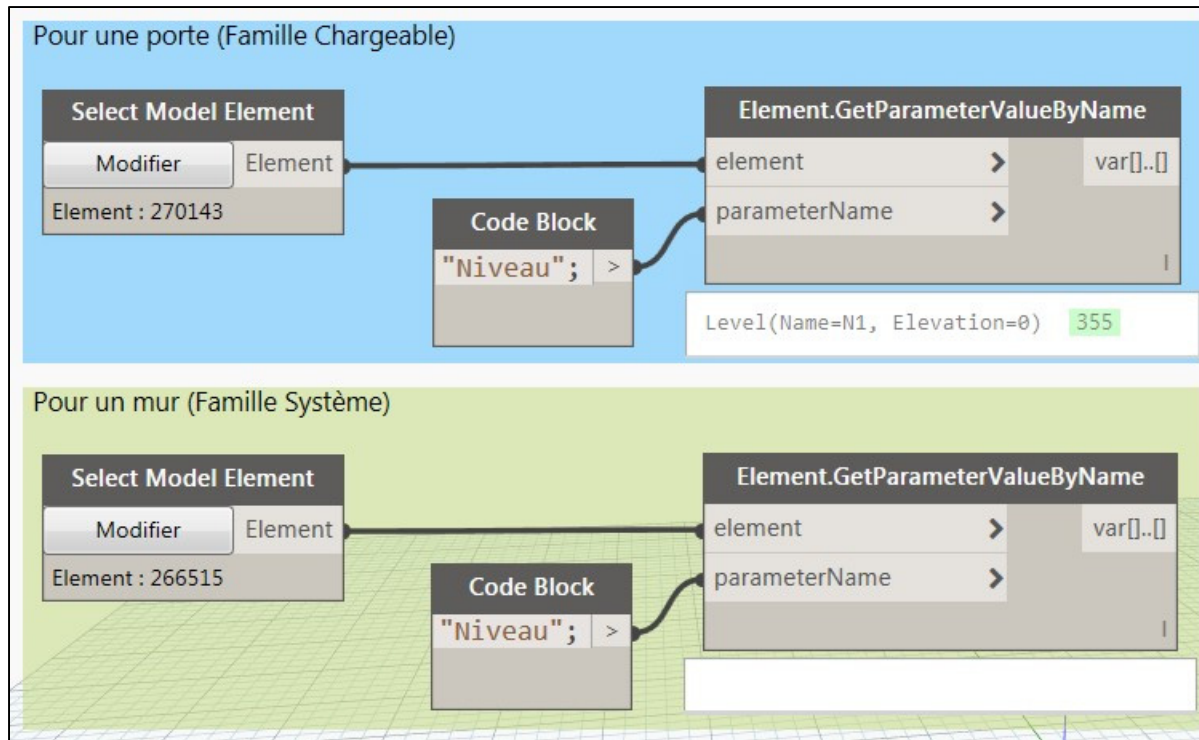 Pour une porte (Famille Chargeable)
Select Model Element
Modifier Element
Element : 270143
Code Block
"Niveau"; >
Element.GetParameterValueByName
element > var[]..[]
parameterName >
l
Level(Name=N1, Elevation=0) 355
Pour un mur (Famille Système)
Select Model Element
Modifier Element
Element : 266515
Code Block
"Niveau"; >
Element.GetParameterValueByName
element > var[]..[]
parameterName >
l